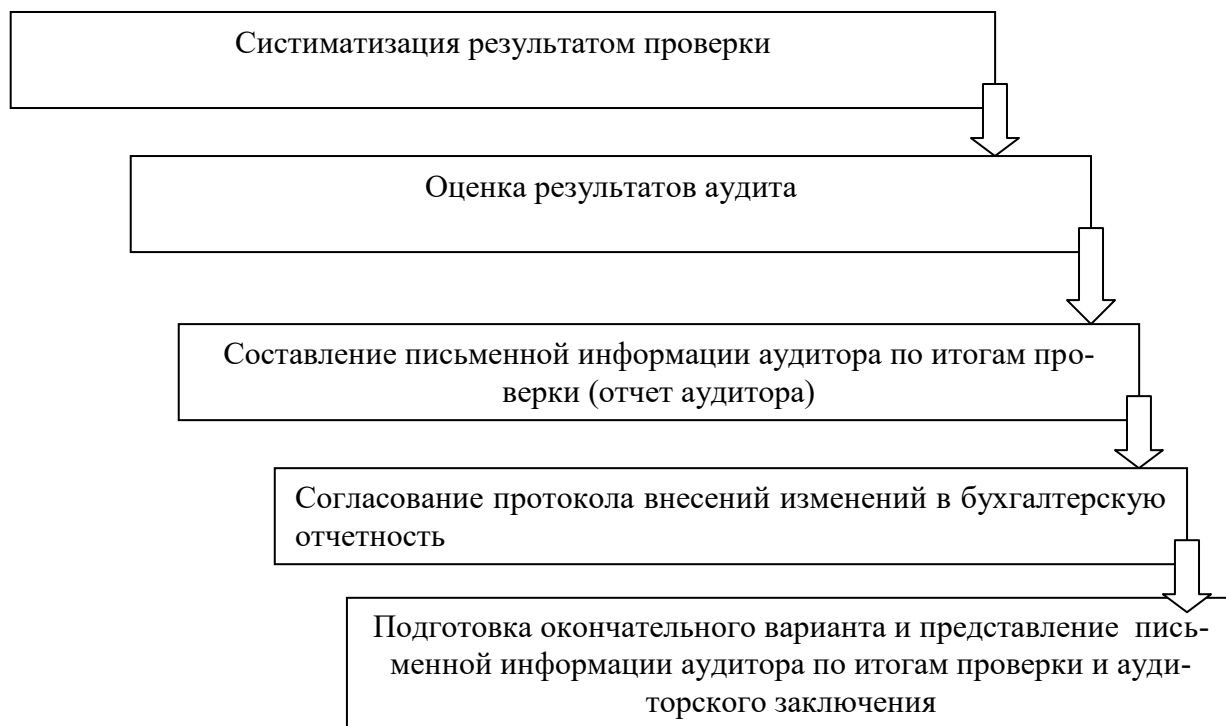 Систиматизация результатом проверки
Оценка результатов аудита
Составление письменной информации аудитора по итогам про-
верки (отчет аудитора)
Согласование протокола внесений изменений в бухгалтерскую
отчетность
Подготовка окончательного варианта и представление  пись-
менной информации аудитора по итогам проверки и ауди-
торского заключения